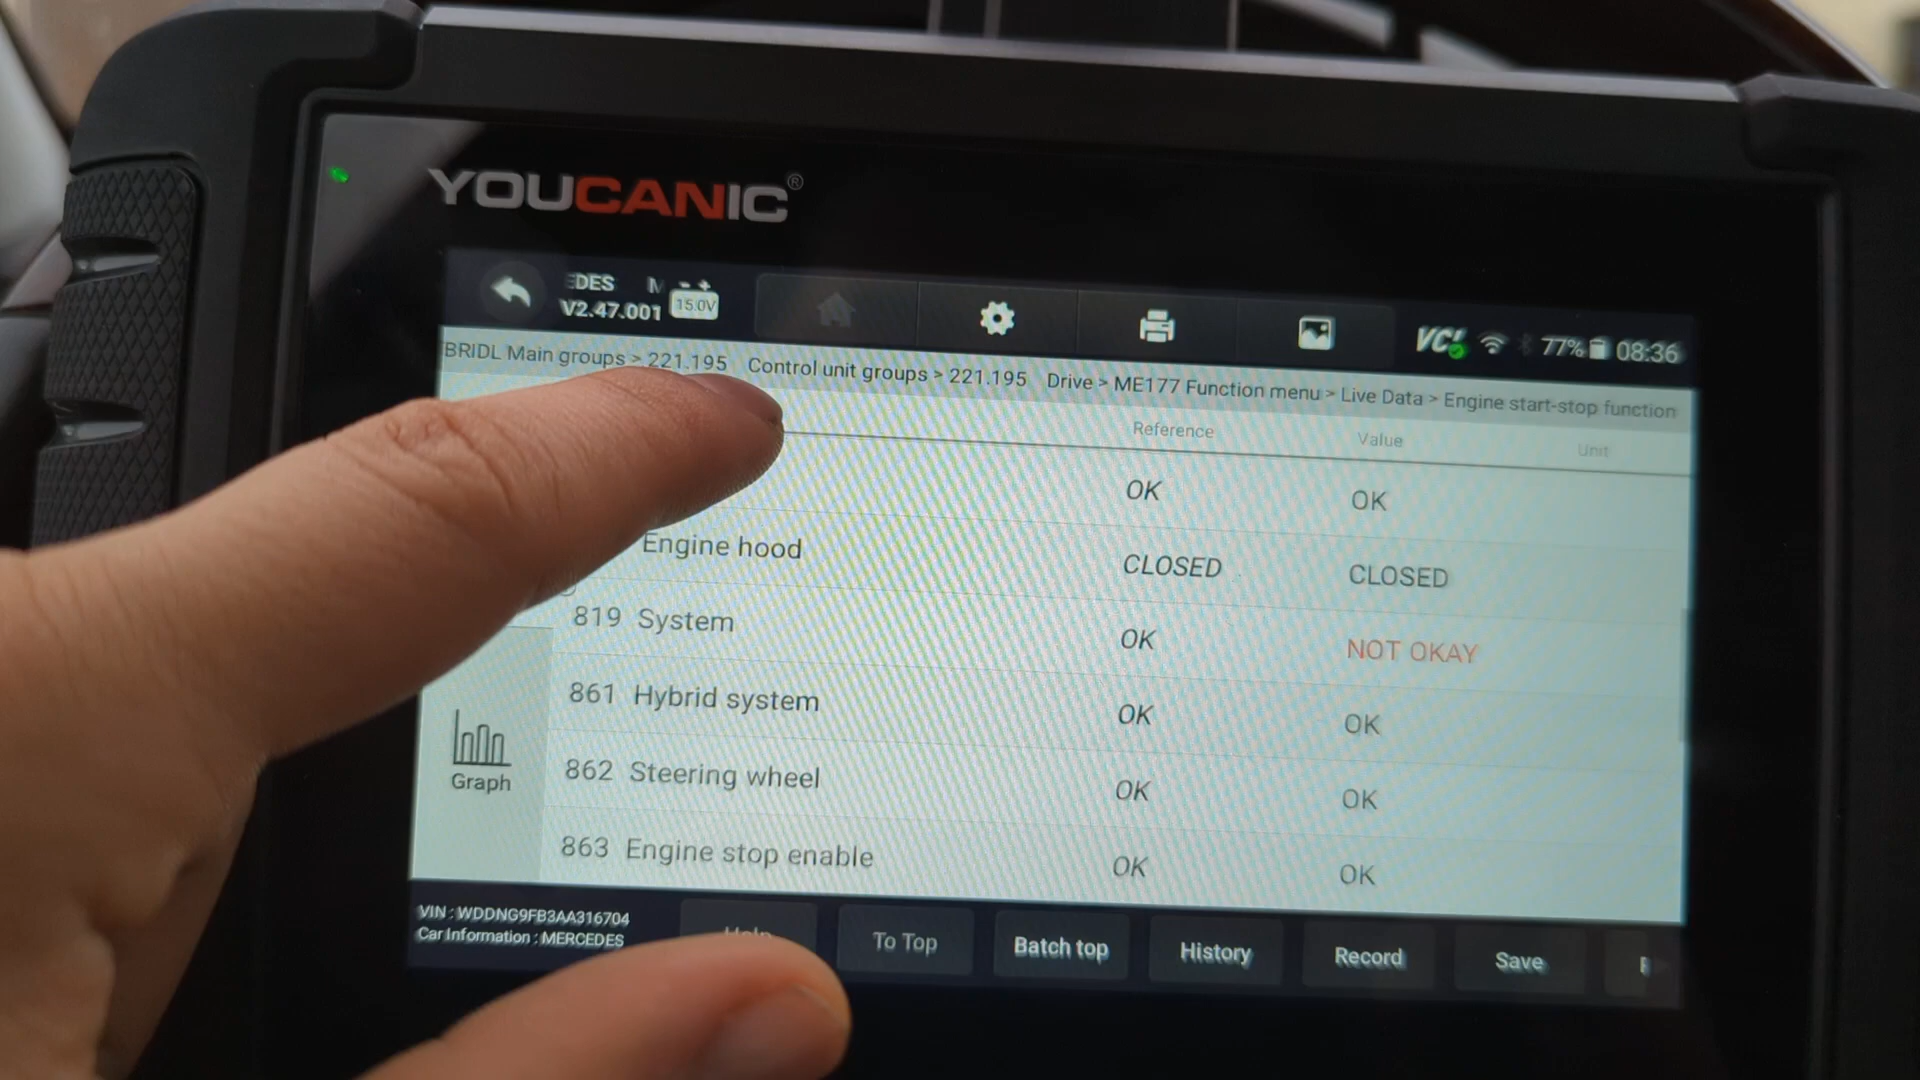 YOUCANIC®
EDES M - +
V2.47.001 15.0V
VCI 77% 08:36
BRIDL Main groups > 221.195 Control unit groups > 221.195 Drive > ME177 Function menu > Live Data > Engine start-stop function
Reference Value Unit
OK OK
Engine hood CLOSED CLOSED
819 System OK NOT OKAY
861 Hybrid system OK OK
862 Steering wheel OK OK
863 Engine stop enable OK OK
Graph
VIN : WDDNG9FB3AA316704
Car Information : MERCEDES
Help To Top Batch top History Record Save